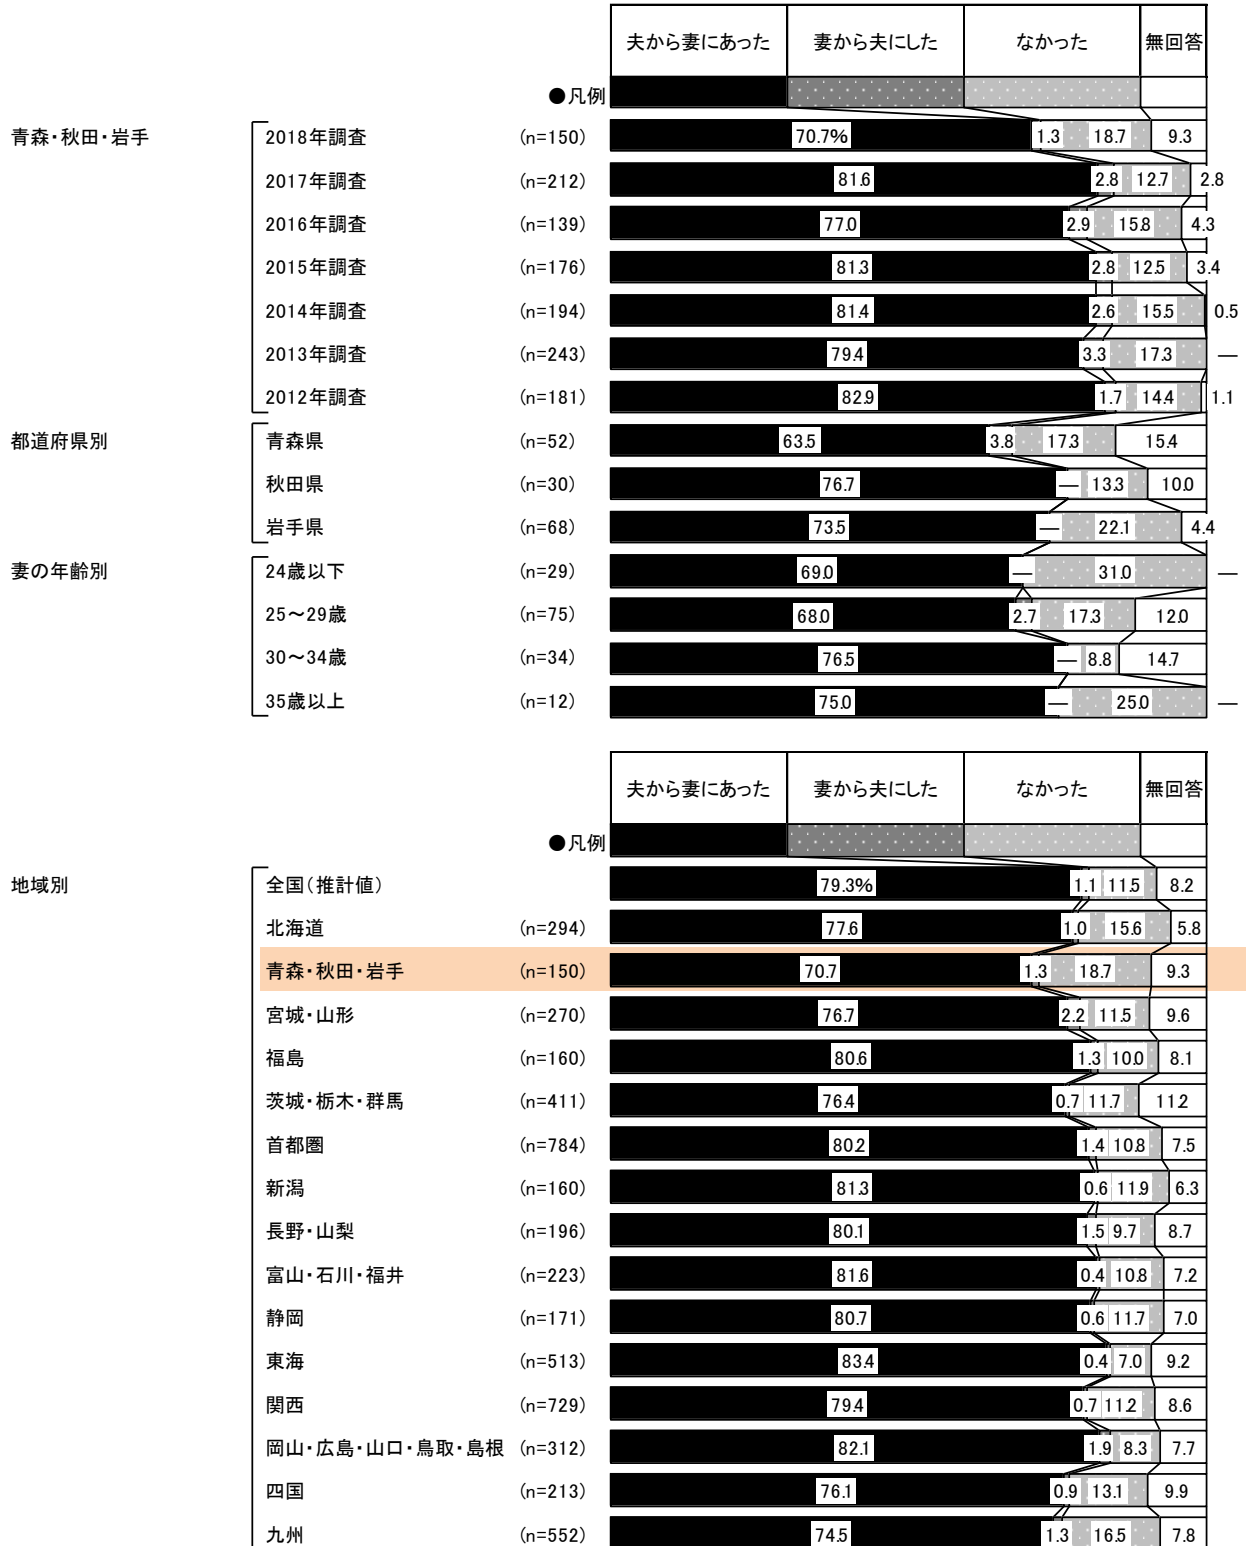 夫から妻にあった 妻から夫にした なかった 無回答
●凡例
青森・秋田・岩手 2018年調査 (n=150) 70.7% 1.3 18.7 9.3
2017年調査 (n=212) 81.6 2.8 12.7 2.8
2016年調査 (n=139) 77.0 2.9 15.8 4.3
2015年調査 (n=176) 81.3 2.8 12.5 3.4
2014年調査 (n=194) 81.4 2.6 15.5 0.5
2013年調査 (n=243) 79.4 3.3 17.3 ―
2012年調査 (n=181) 82.9 1.7 14.4 1.1
都道府県別 青森県 (n=52) 63.5 3.8 17.3 15.4
秋田県 (n=30) 76.7 ― 13.3 10.0
岩手県 (n=68) 73.5 ― 22.1 4.4
妻の年齢別 24歳以下 (n=29) 69.0 ― 31.0 ―
25～29歳 (n=75) 68.0 2.7 17.3 12.0
30～34歳 (n=34) 76.5 ― 8.8 14.7
35歳以上 (n=12) 75.0 ― 25.0 ―
夫から妻にあった 妻から夫にした なかった 無回答
●凡例
地域別 全国（推計値） 79.3% 1.1 11.5 8.2
北海道 (n=294) 77.6 1.0 15.6 5.8
青森・秋田・岩手 (n=150) 70.7 1.3 18.7 9.3
宮城・山形 (n=270) 76.7 2.2 11.5 9.6
福島 (n=160) 80.6 1.3 10.0 8.1
茨城・栃木・群馬 (n=411) 76.4 0.7 11.7 11.2
首都圏 (n=784) 80.2 1.4 10.8 7.5
新潟 (n=160) 81.3 0.6 11.9 6.3
長野・山梨 (n=196) 80.1 1.5 9.7 8.7
富山・石川・福井 (n=223) 81.6 0.4 10.8 7.2
静岡 (n=171) 80.7 0.6 11.7 7.0
東海 (n=513) 83.4 0.4 7.0 9.2
関西 (n=729) 79.4 0.7 11.2 8.6
岡山・広島・山口・鳥取・島根 (n=312) 82.1 1.9 8.3 7.7
四国 (n=213) 76.1 0.9 13.1 9.9
九州 (n=552) 74.5 1.3 16.5 7.8